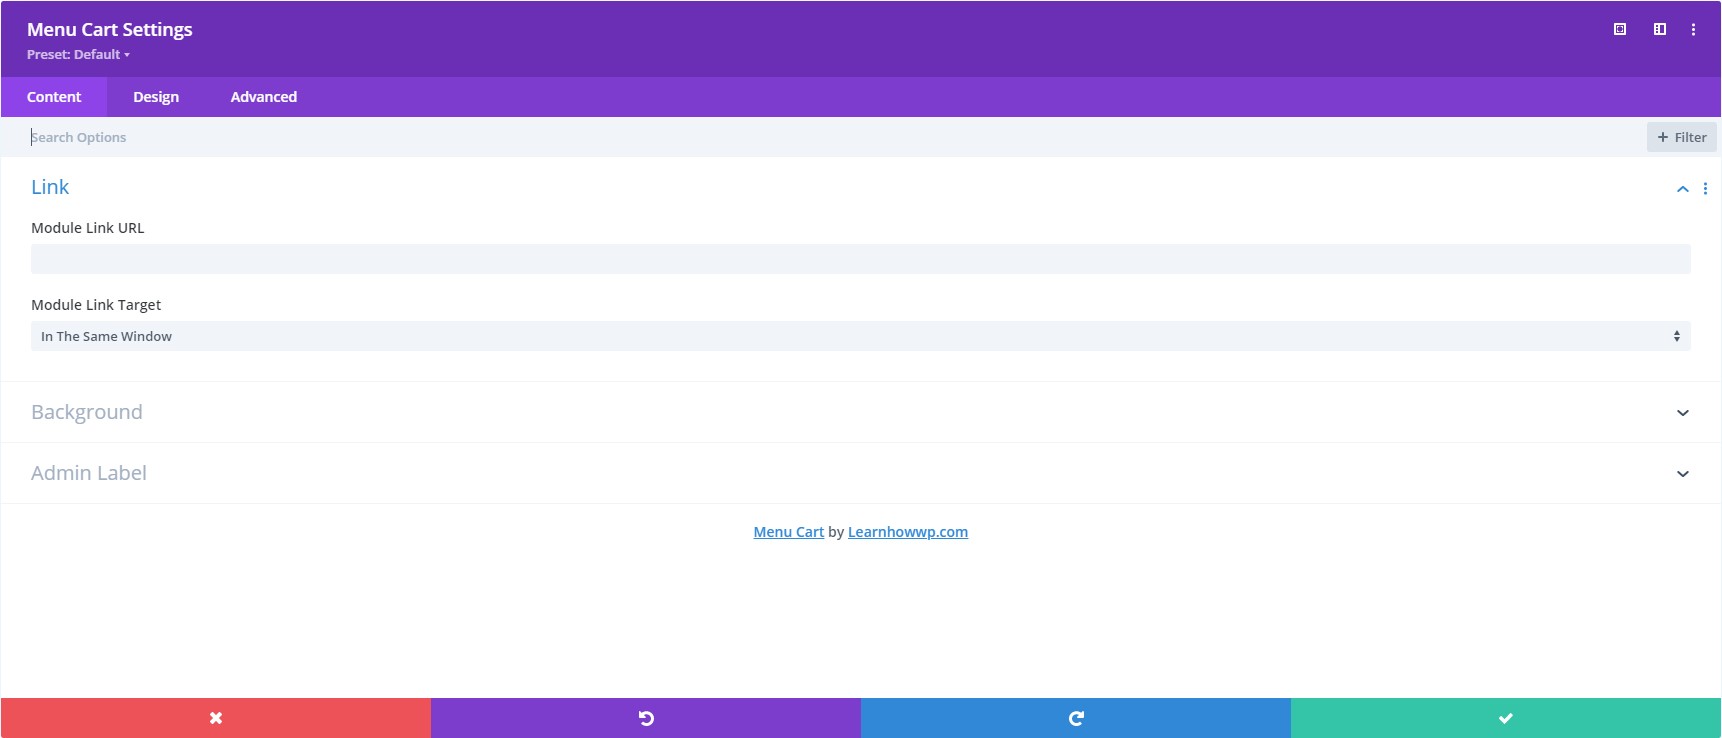 Menu Cart Settings
Preset: Default
Content Design Advanced
Search Options
+ Filter
Link
Module Link URL
Module Link Target
In The Same Window
Background
Admin Label
Menu Cart by Learnhowwp.com